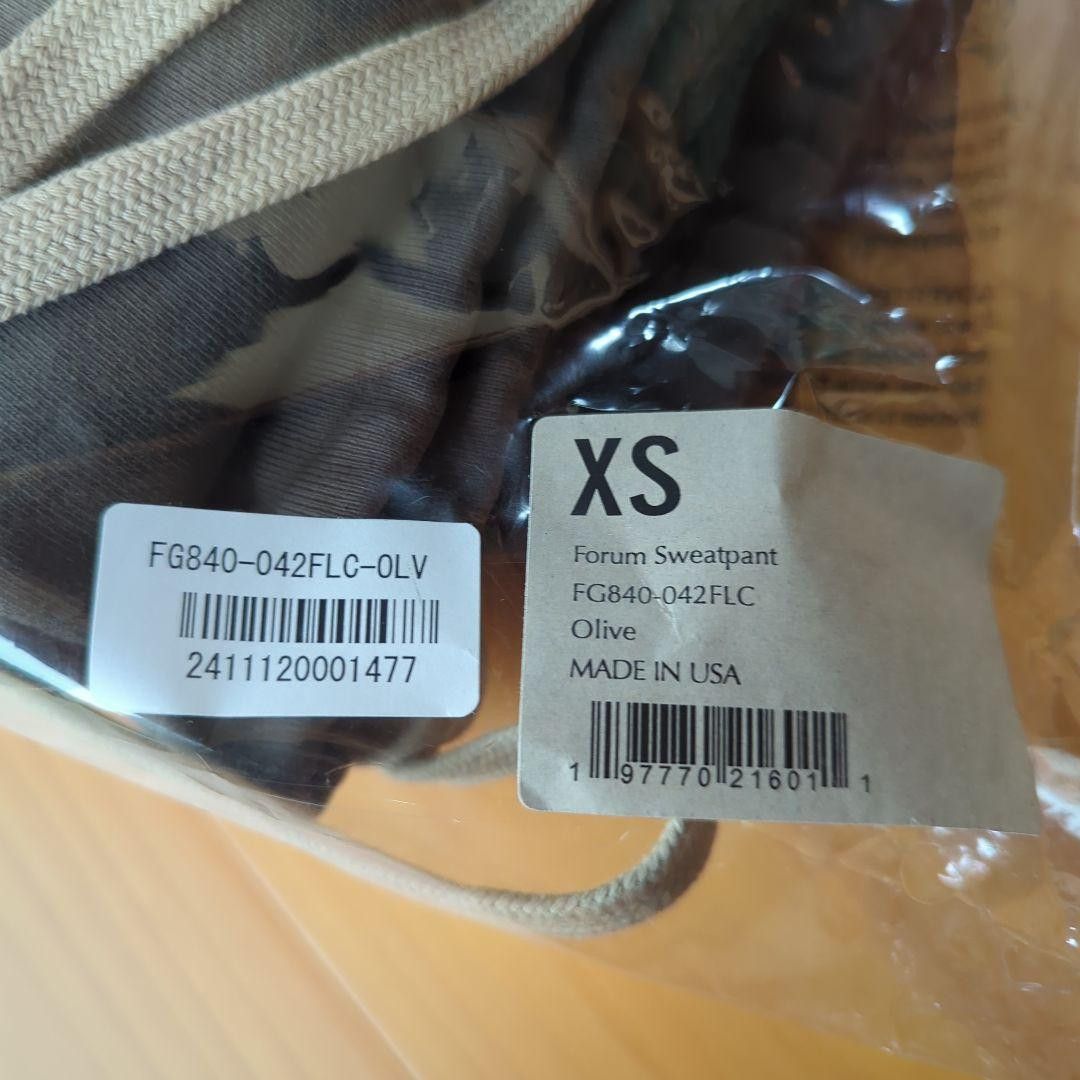 FG840-042FLC-OLV
2411120001477
XS
Forum Sweatpant
FG840-042FLC
Olive
MADE IN USA
1 97770 21601 1